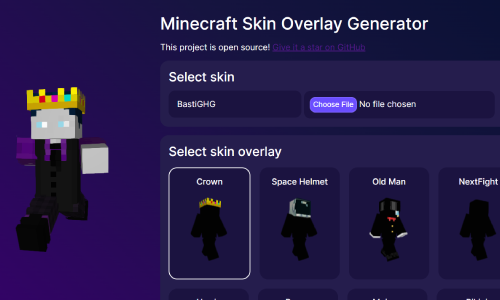 Minecraft Skin Overlay Generator
This project is open source! Give it a star on GitHub
Select skin
BastiGHG
Choose File No file chosen
Select skin overlay
Crown
Space Helmet
Old Man
NextFight